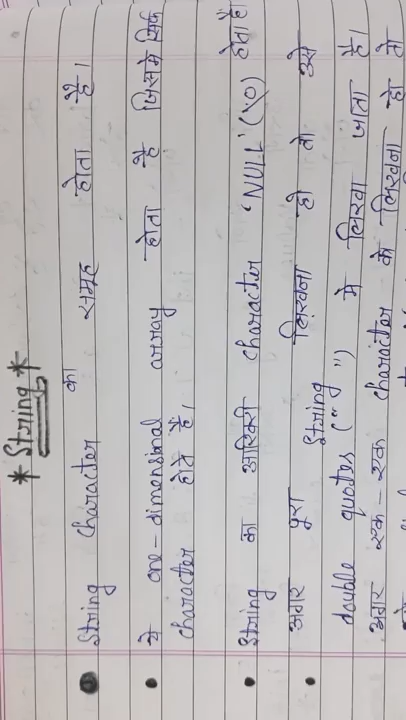 * String *
String character का समूह होता है।
ये one-dimensional array होता है जिसमे सिर्फ
character होते हैं।
String का आखिरी character 'NULL' (\0) होता है
अगर पूरा String लिखना हो तो उसे
double quotes (" ") मे लिखा जाता है।
अगर एक-एक character को लिखना हो तो